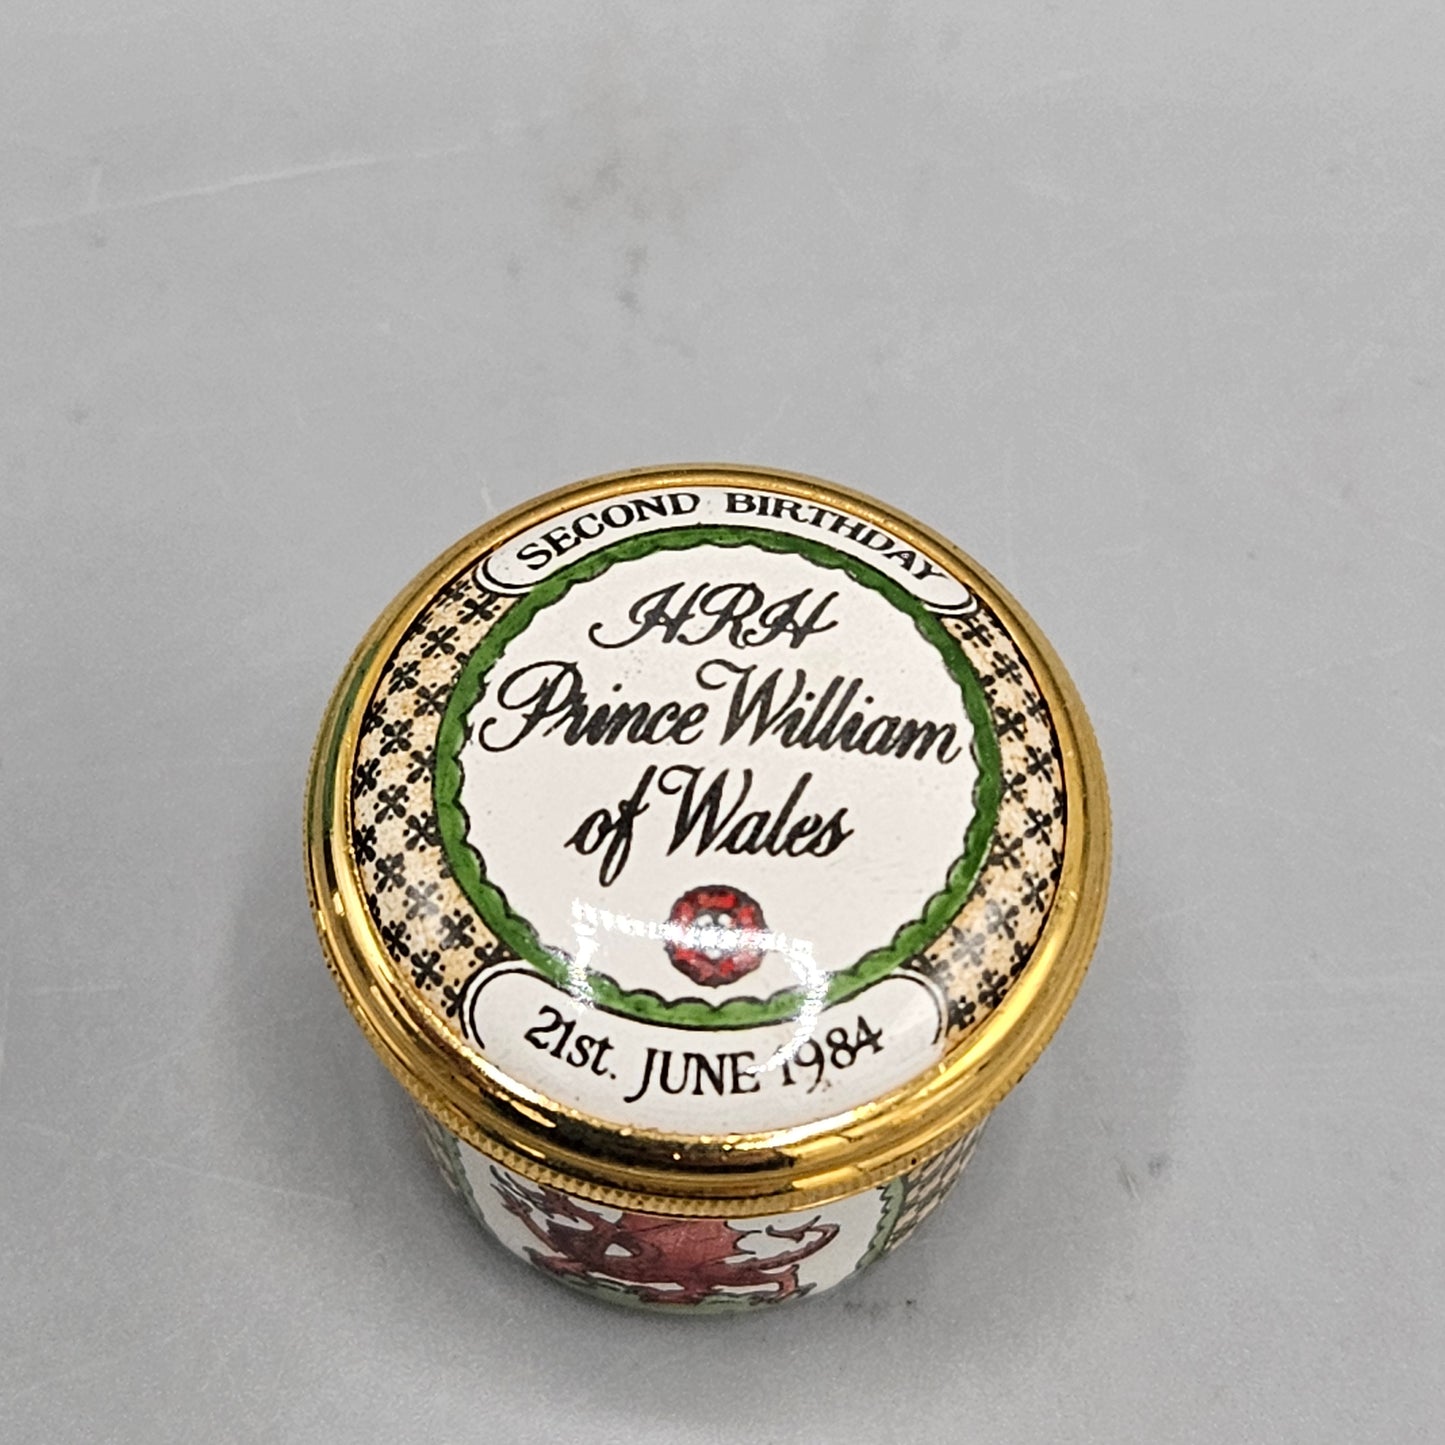 SECOND BIRTHDAY
HRH
Prince William
of Wales
21st. JUNE 1984